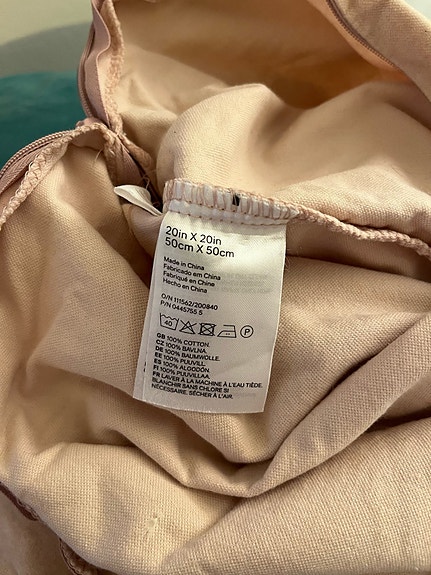 20in X 20in
50cm X 50cm
Made in China
Fabricado em China
Fabriqué en Chine
Hecho en China
O/N 111562/200840
P/N 0445755 5
40 P
GB 100% COTTON.
CZ 100% BAVLNA.
DE 100% BAUMWOLLE.
EE 100% PUUVILL.
ES 100% ALGODÓN.
FI 100% PUUVILLAA.
FR LAVER À LA MACHINE À L'EAU TIÈDE.
BLANCHIR SANS CHLORE SI
NÉCESSAIRE. SÉCHER À L'AIR.